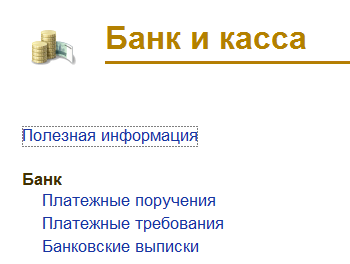 Банк и касса
Полезная информация
Банк
Платежные поручения
Платежные требования
Банковские выписки